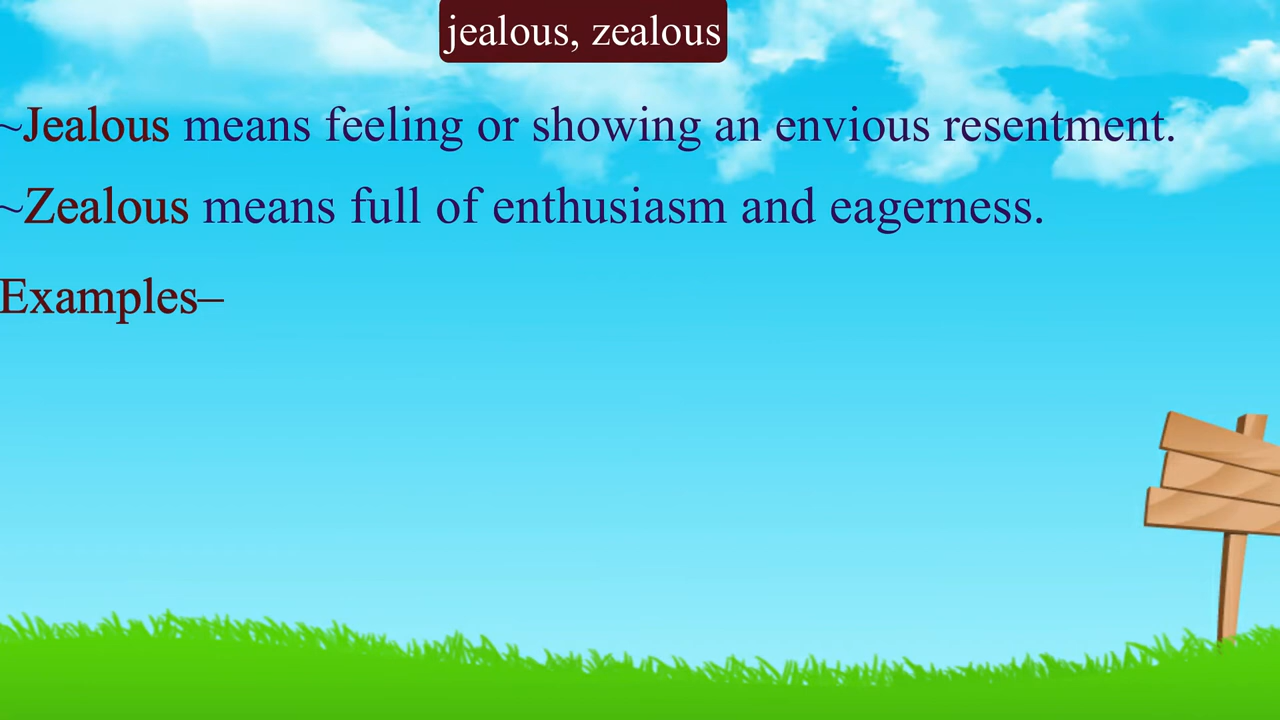 jealous, zealous
~Jealous means feeling or showing an envious resentment.
~Zealous means full of enthusiasm and eagerness.
Examples–